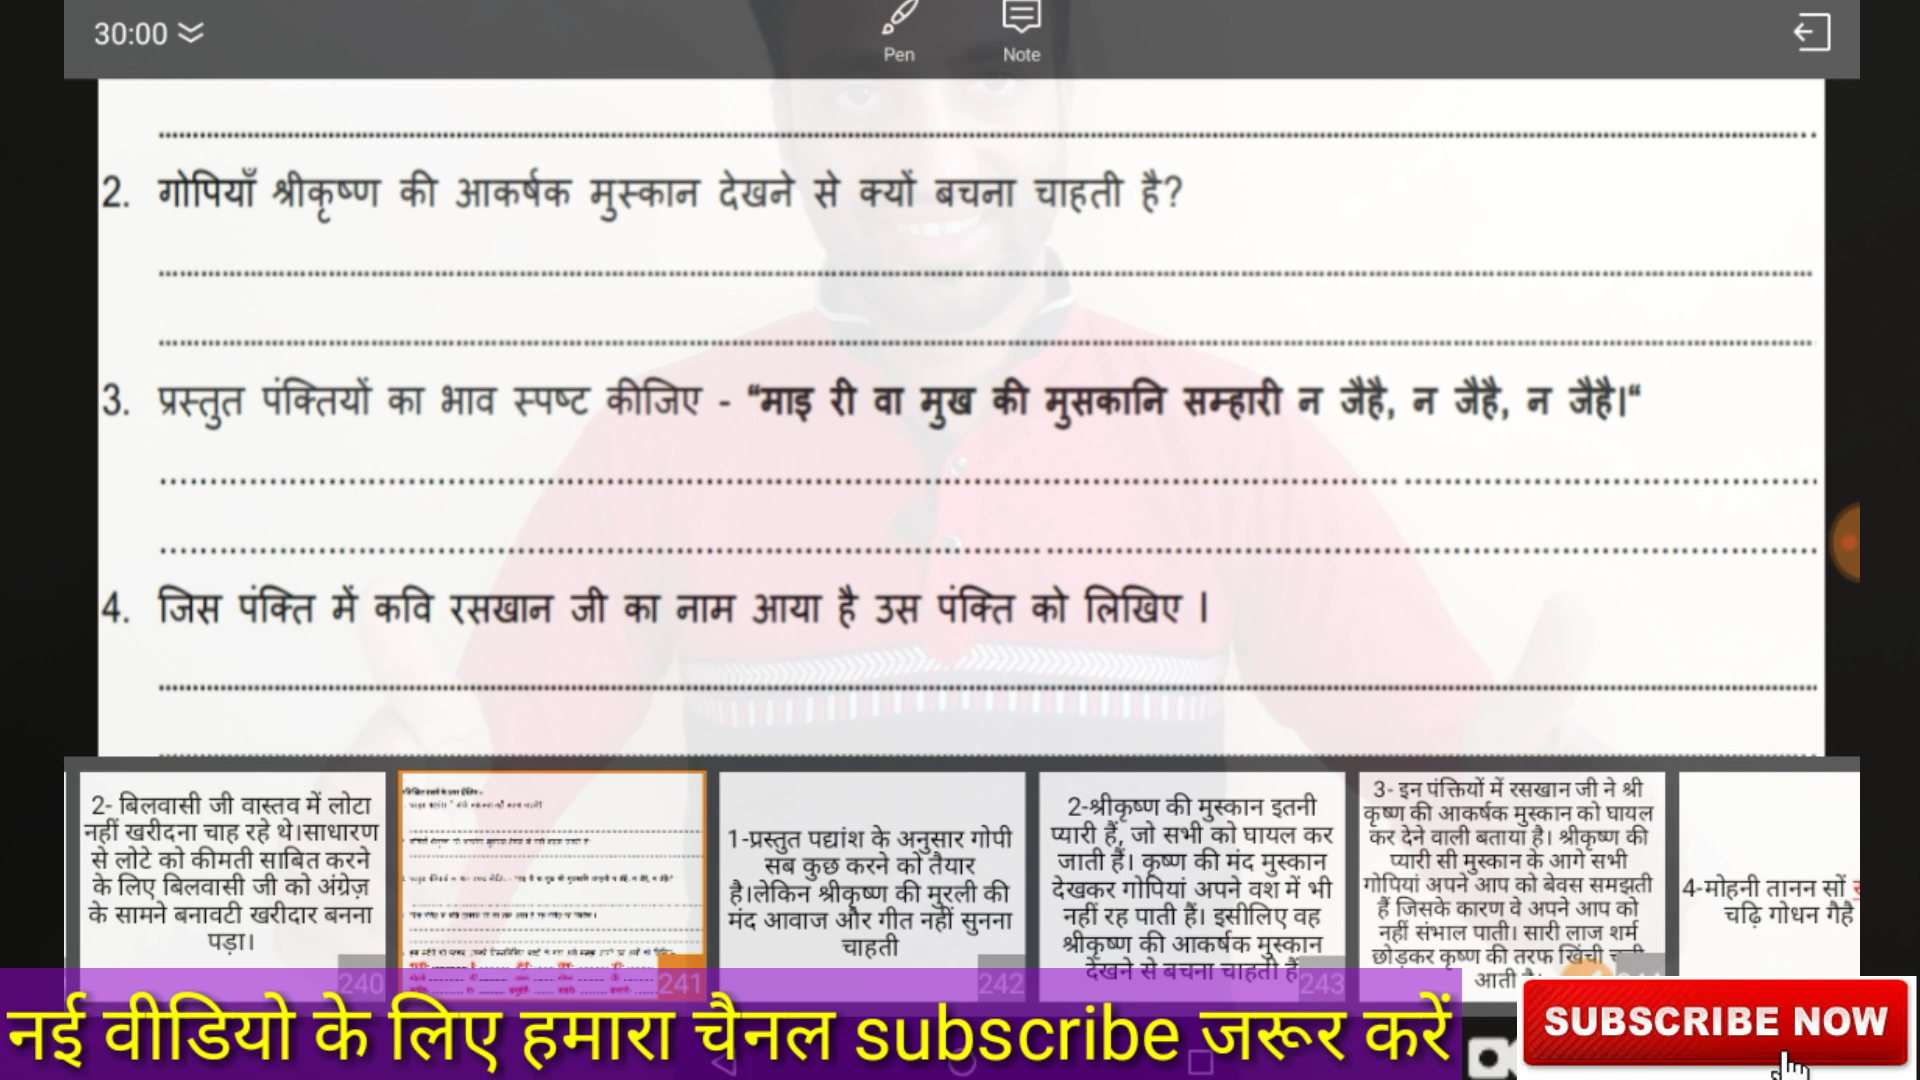 30:00
Pen
Note
2. गोपियाँ श्रीकृष्ण की आकर्षक मुस्कान देखने से क्यों बचना चाहती है?
3. प्रस्तुत पंक्तियों का भाव स्पष्ट कीजिए - “माइ री वा मुख की मुसकानि सम्हारी न जैहै, न जैहै, न जैहै।“
4. जिस पंक्ति में कवि रसखान जी का नाम आया है उस पंक्ति को लिखिए ।
2- बिलवासी जी वास्तव में लोटा
नहीं खरीदना चाह रहे थे।साधारण
से लोटे को कीमती साबित करने
के लिए बिलवासी जी को अंग्रेज़
के सामने बनावटी खरीदार बनना
पड़ा।
240
241
1-प्रस्तुत पद्यांश के अनुसार गोपी
सब कुछ करने को तैयार
है।लेकिन श्रीकृष्ण की मुरली की
मंद आवाज और गीत नहीं सुनना
चाहती
242
2-श्रीकृष्ण की मुस्कान इतनी
प्यारी हैं, जो सभी को घायल कर
जाती हैं। कृष्ण की मंद मुस्कान
देखकर गोपियां अपने वश में भी
नहीं रह पाती हैं। इसीलिए वह
श्रीकृष्ण की आकर्षक मुस्कान
देखने से बचना चाहती हैं
243
3- इन पंक्तियों में रसखान जी ने श्री
कृष्ण की आकर्षक मुस्कान को घायल
कर देने वाली बताया है। श्रीकृष्ण की
प्यारी सी मुस्कान के आगे सभी
गोपियां अपने आप को बेवस समझती
हैं जिसके कारण वे अपने आप को
नहीं संभाल पाती। सारी लाज शर्म
छोड़कर कृष्ण की तरफ खिंची
आती
4-मोहनी तानन सों
चढ़ि गोधन गैहै
नई वीडियो के लिए हमारा चैनल subscribe जरूर करें
SUBSCRIBE NOW